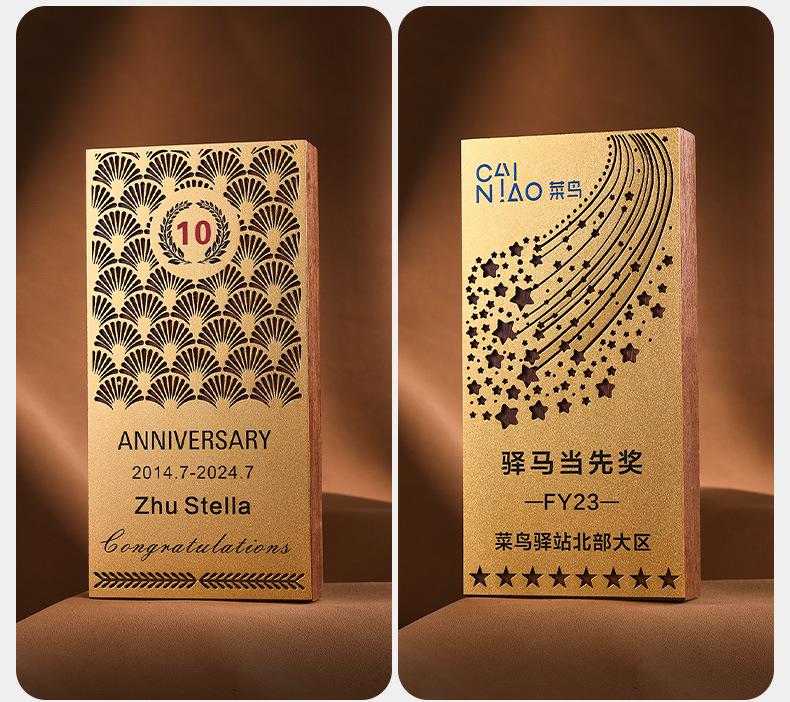 10
ANNIVERSARY
2014.7-2024.7
Zhu Stella
Congratulations
CAI
NIAO 菜鸟
驿马当先奖
—FY23—
菜鸟驿站北部大区